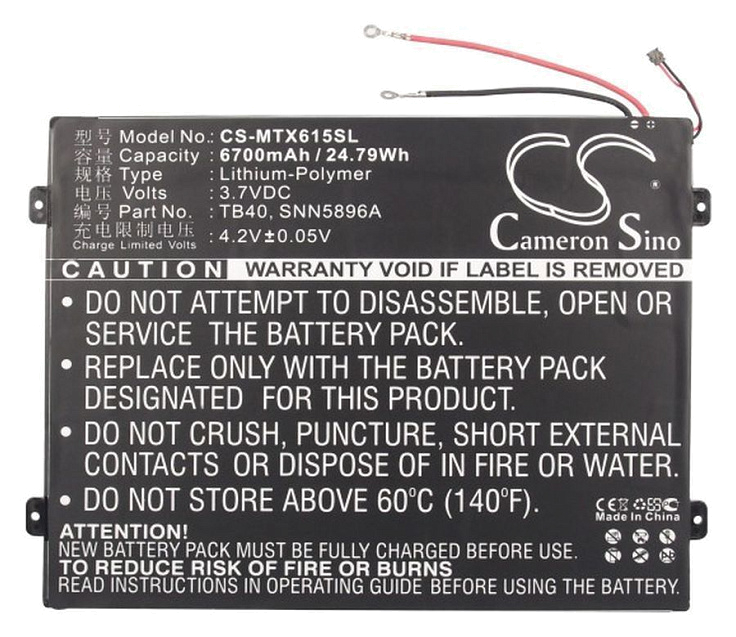 型号 Model No.: CS-MTX615SL
容量 Capacity : 6700mAh / 24.79Wh
规格 Type : Lithium-Polymer
电压 Volts : 3.7VDC
编号 P/N : TB40, SNN5896A
充电限制电压 : 4.2V±0.05V
Charge Limited Volts
®
Cameron Sino
CAUTION WARRANTY VOID IF LABEL IS REMOVED
• DO NOT ATTEMPT TO DISASSEMBLE, OPEN OR
SERVICE THE BATTERY PACK.
• REPLACE ONLY WITH THE BATTERY PACK
DESIGNATED FOR THIS PRODUCT.
• DO NOT CRUSH, PUNCTURE, SHORT EXTERNAL
CONTACTS OR DISPOSE OF IN FIRE OR WATER.
• DO NOT STORE ABOVE 60°C (140°F).
CE
Made In China
ATTENTION!
NEW BATTERY PACK MUST BE FULLY CHARGED BEFORE USE.
TO REDUCE RISK OF FIRE OR BURNS
READ INSTRUCTIONS IN OPERATING GUIDE BEFORE USING THE BATTERY.